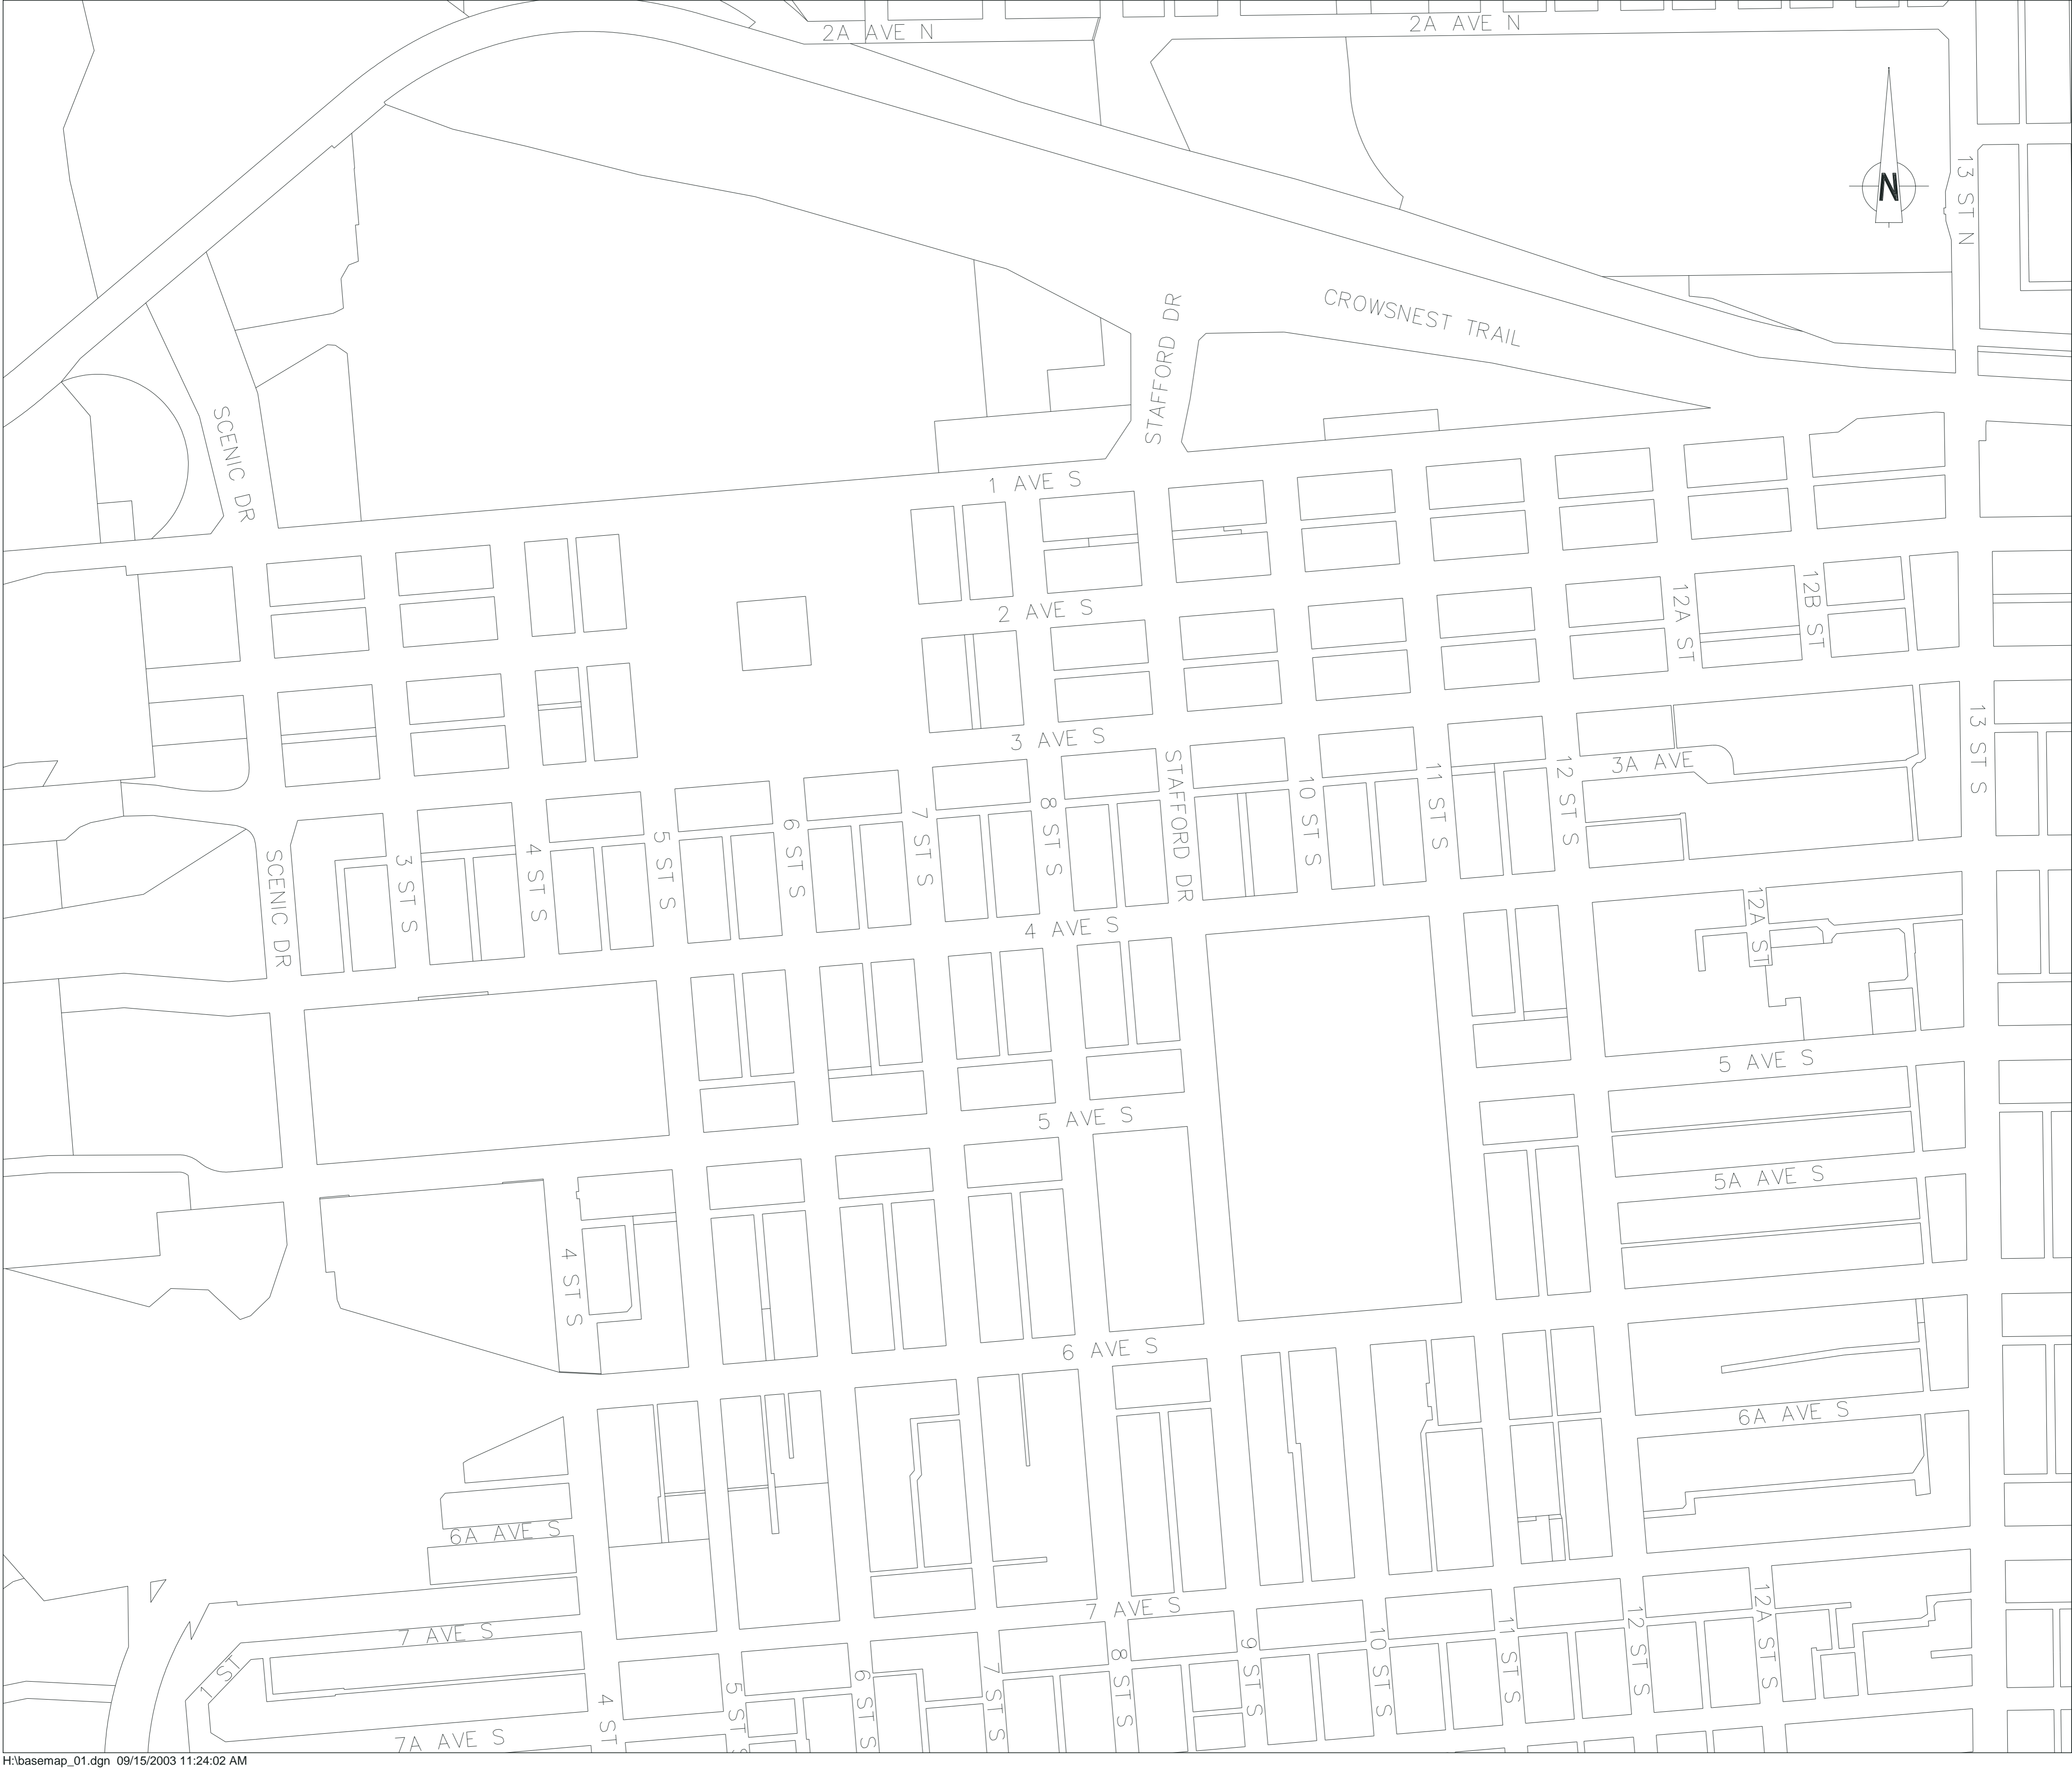 2A AVE N
2A AVE N
N
13 ST N
CROWSNEST TRAIL
STAFFORD DR
SCENIC DR
1 AVE S
2 AVE S
12A ST
12B ST
3 AVE S
13 ST S
3A AVE
STAFFORD DR
10 ST S
11 ST S
12 ST S
8 ST S
7 ST S
6 ST S
5 ST S
4 ST S
3 ST S
SCENIC DR
4 AVE S
12A ST
5 AVE S
5 AVE S
5A AVE S
4 ST S
6 AVE S
6A AVE S
6A AVE S
7 AVE S
7 AVE S
1 ST
4 ST
5 ST
6 ST S
7 ST S
8 ST S
9 ST S
10 ST S
11 ST S
12 ST S
12A ST S
7A AVE S
H:\basemap_01.dgn 09/15/2003 11:24:02 AM